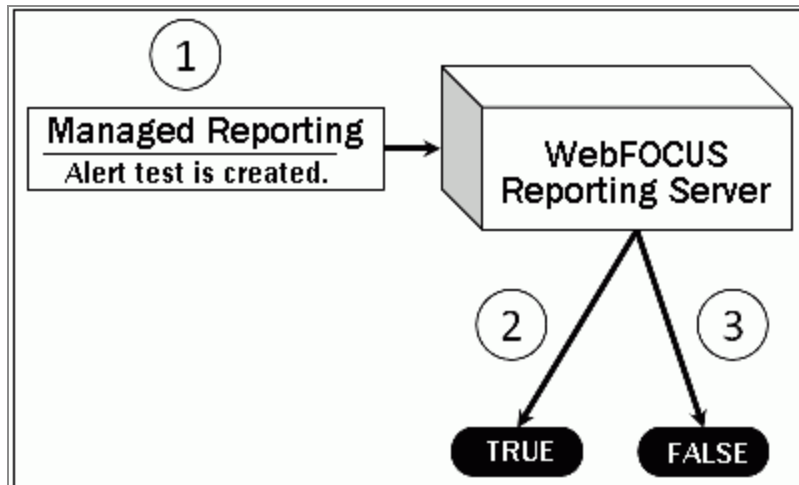 1
Managed Reporting
Alert test is created.
WebFOCUS
Reporting Server
2
3
TRUE
FALSE